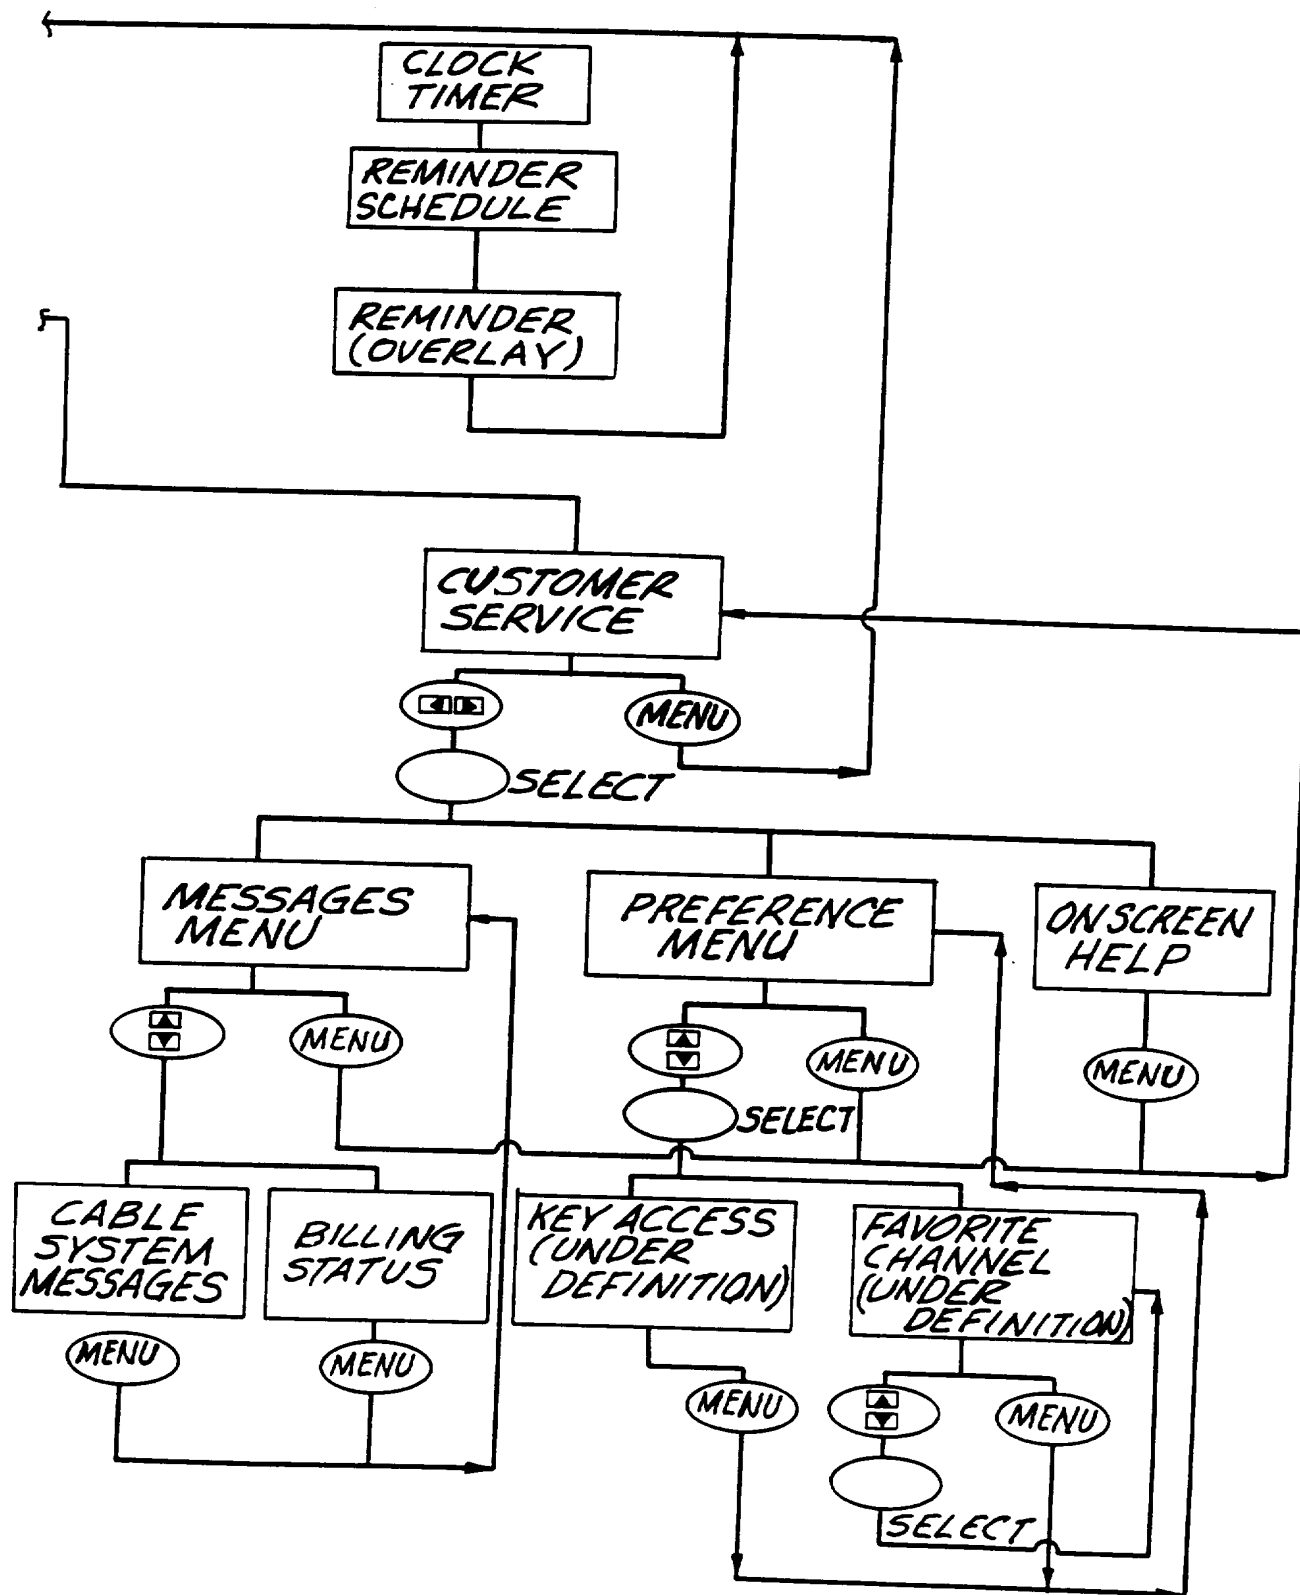 CLOCK
TIMER
REMINDER
SCHEDULE
REMINDER
(OVERLAY)
CUSTOMER
SERVICE
MENU
SELECT
MESSAGES
MENU
PREFERENCE
MENU
ON SCREEN
HELP
MENU
MENU
MENU
SELECT
CABLE
SYSTEM
MESSAGES
BILLING
STATUS
KEY ACCESS
(UNDER
DEFINITION)
FAVORITE
CHANNEL
(UNDER
DEFINITION)
MENU
MENU
MENU
MENU
SELECT